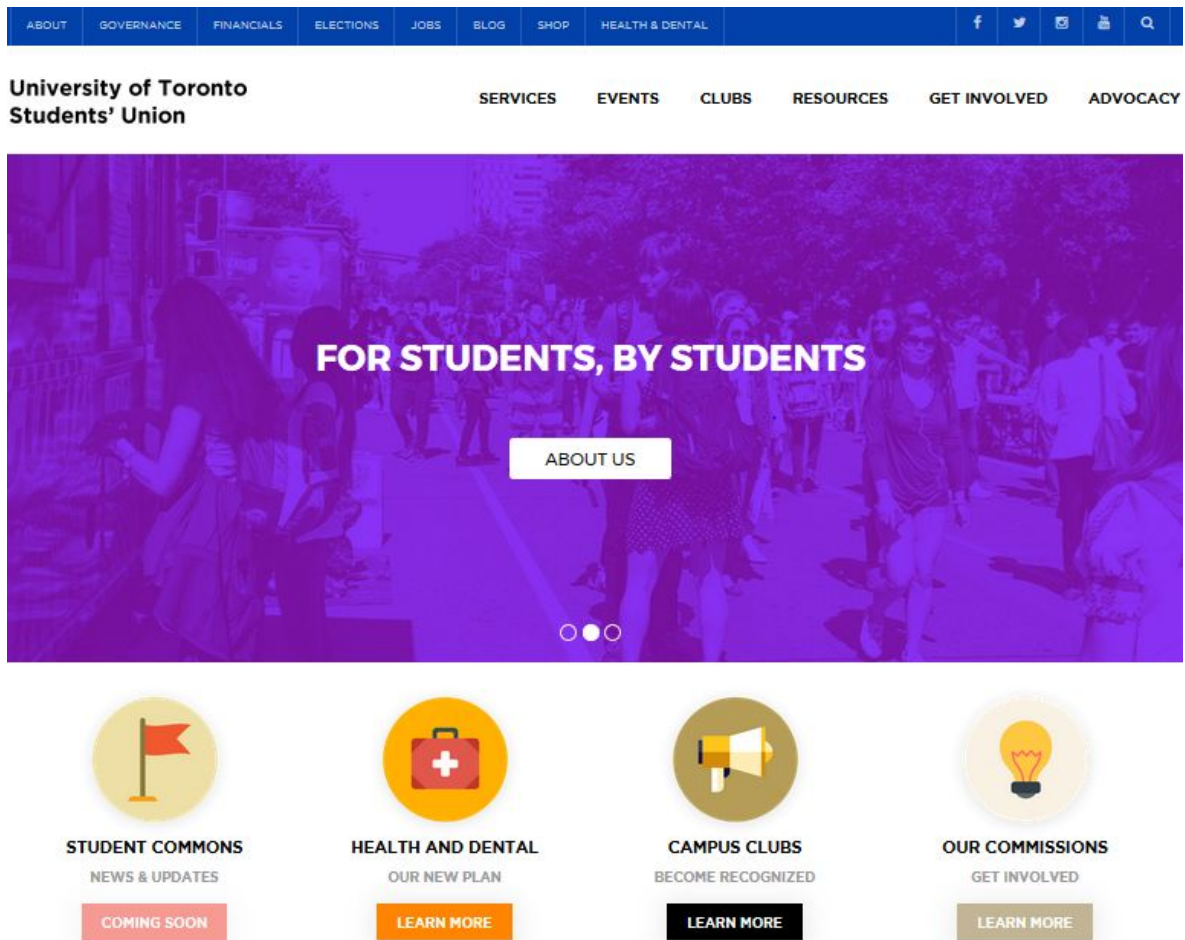 ABOUT GOVERNANCE FINANCIALS ELECTIONS JOBS BLOG SHOP HEALTH & DENTAL
University of Toronto
Students' Union
SERVICES EVENTS CLUBS RESOURCES GET INVOLVED ADVOCACY
FOR STUDENTS, BY STUDENTS
ABOUT US
STUDENT COMMONS HEALTH AND DENTAL CAMPUS CLUBS OUR COMMISSIONS
NEWS & UPDATES OUR NEW PLAN BECOME RECOGNIZED GET INVOLVED
COMING SOON LEARN MORE LEARN MORE LEARN MORE